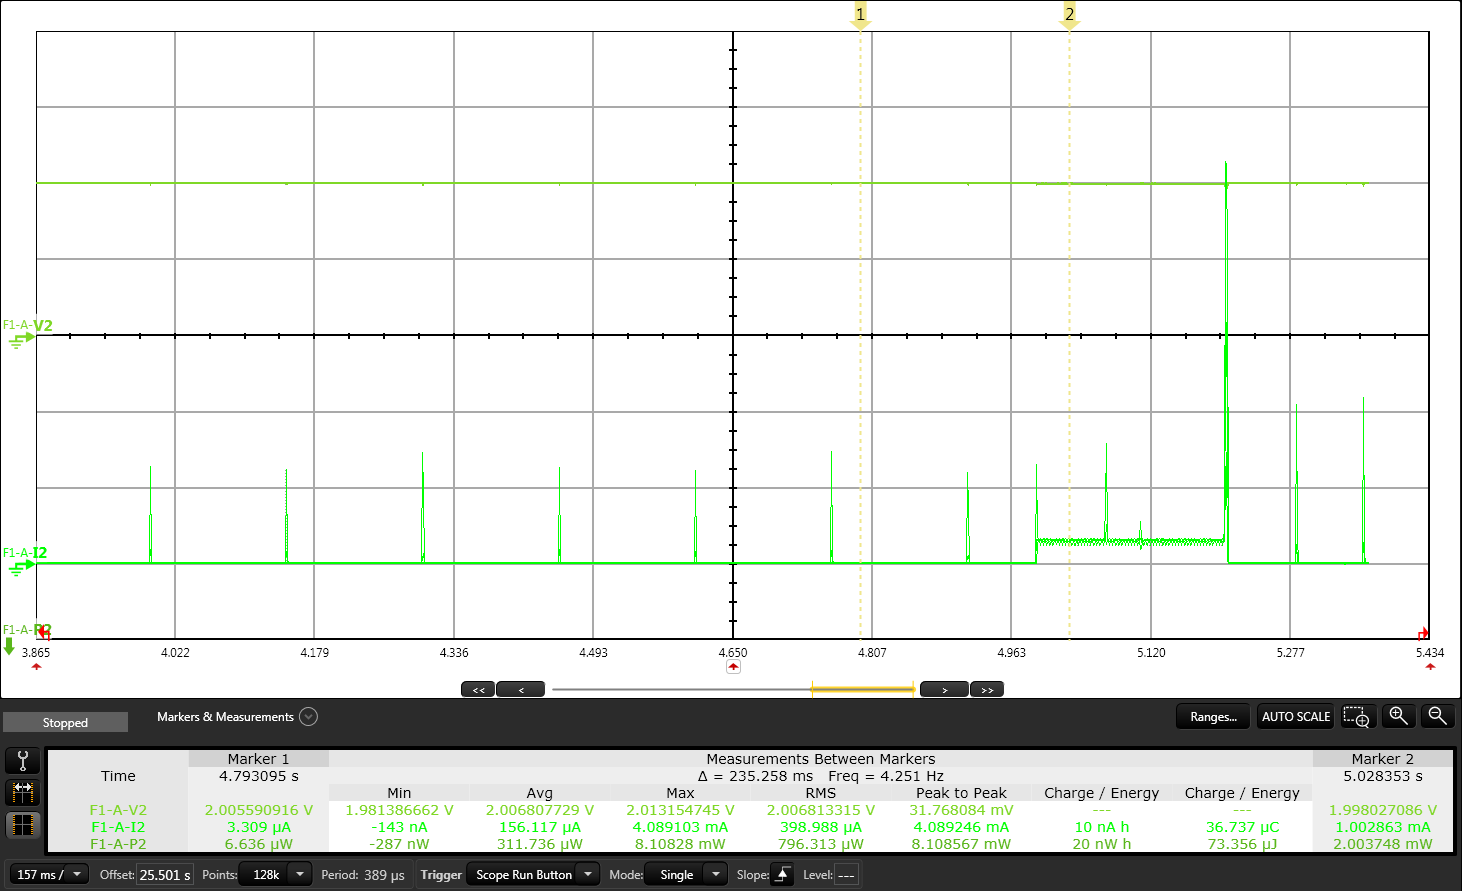 1 2
F1-A-V2
F1-A-I2
F1-A-P2
3.865 4.022 4.179 4.336 4.493 4.650 4.807 4.963 5.120 5.277 5.434
<< < > >>
Stopped Markers & Measurements Ranges... AUTO SCALE
Marker 1 Measurements Between Markers Marker 2
Time 4.793095 s Δ = 235.258 ms Freq = 4.251 Hz 5.028353 s
Min Avg Max RMS Peak to Peak Charge / Energy Charge / Energy
F1-A-V2 2.005590916 V 1.981386662 V 2.006807729 V 2.013154745 V 2.006813315 V 31.768084 mV --- --- 1.998027086 V
F1-A-I2 3.309 µA -143 nA 156.117 µA 4.089103 mA 398.988 µA 4.089246 mA 10 nA h 36.737 µC 1.002863 mA
F1-A-P2 6.636 µW -287 nW 311.736 µW 8.10828 mW 796.313 µW 8.108567 mW 20 nW h 73.356 µJ 2.003748 mW
157 ms / Offset: 25.501 s Points: 128k Period: 389 µs Trigger Scope Run Button Mode: Single Slope: Level: ---